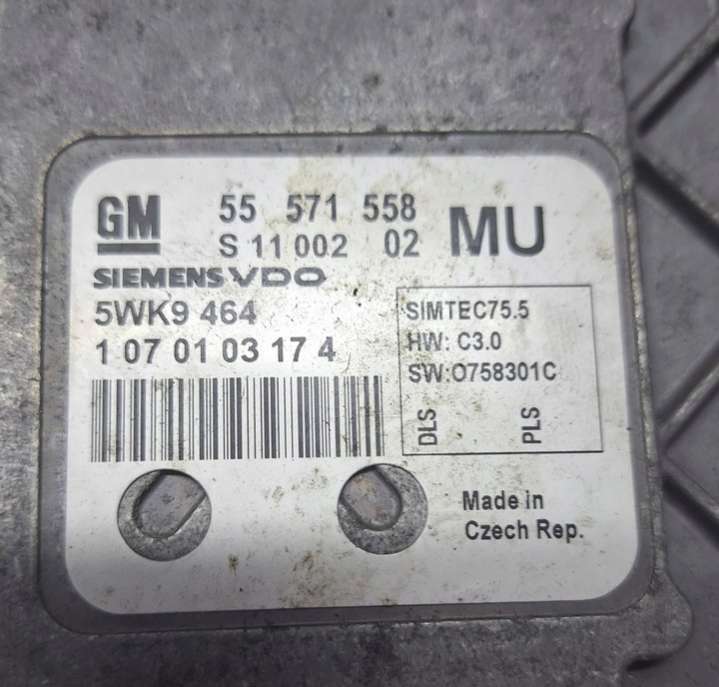 GM 55 571 558 MU
S 11 002 02
SIEMENS VDO
5WK9 464
1 07 01 03 17 4
SIMTEC75.5
HW: C3.0
SW:O758301C
DLS PLS
Made in
Czech Rep.